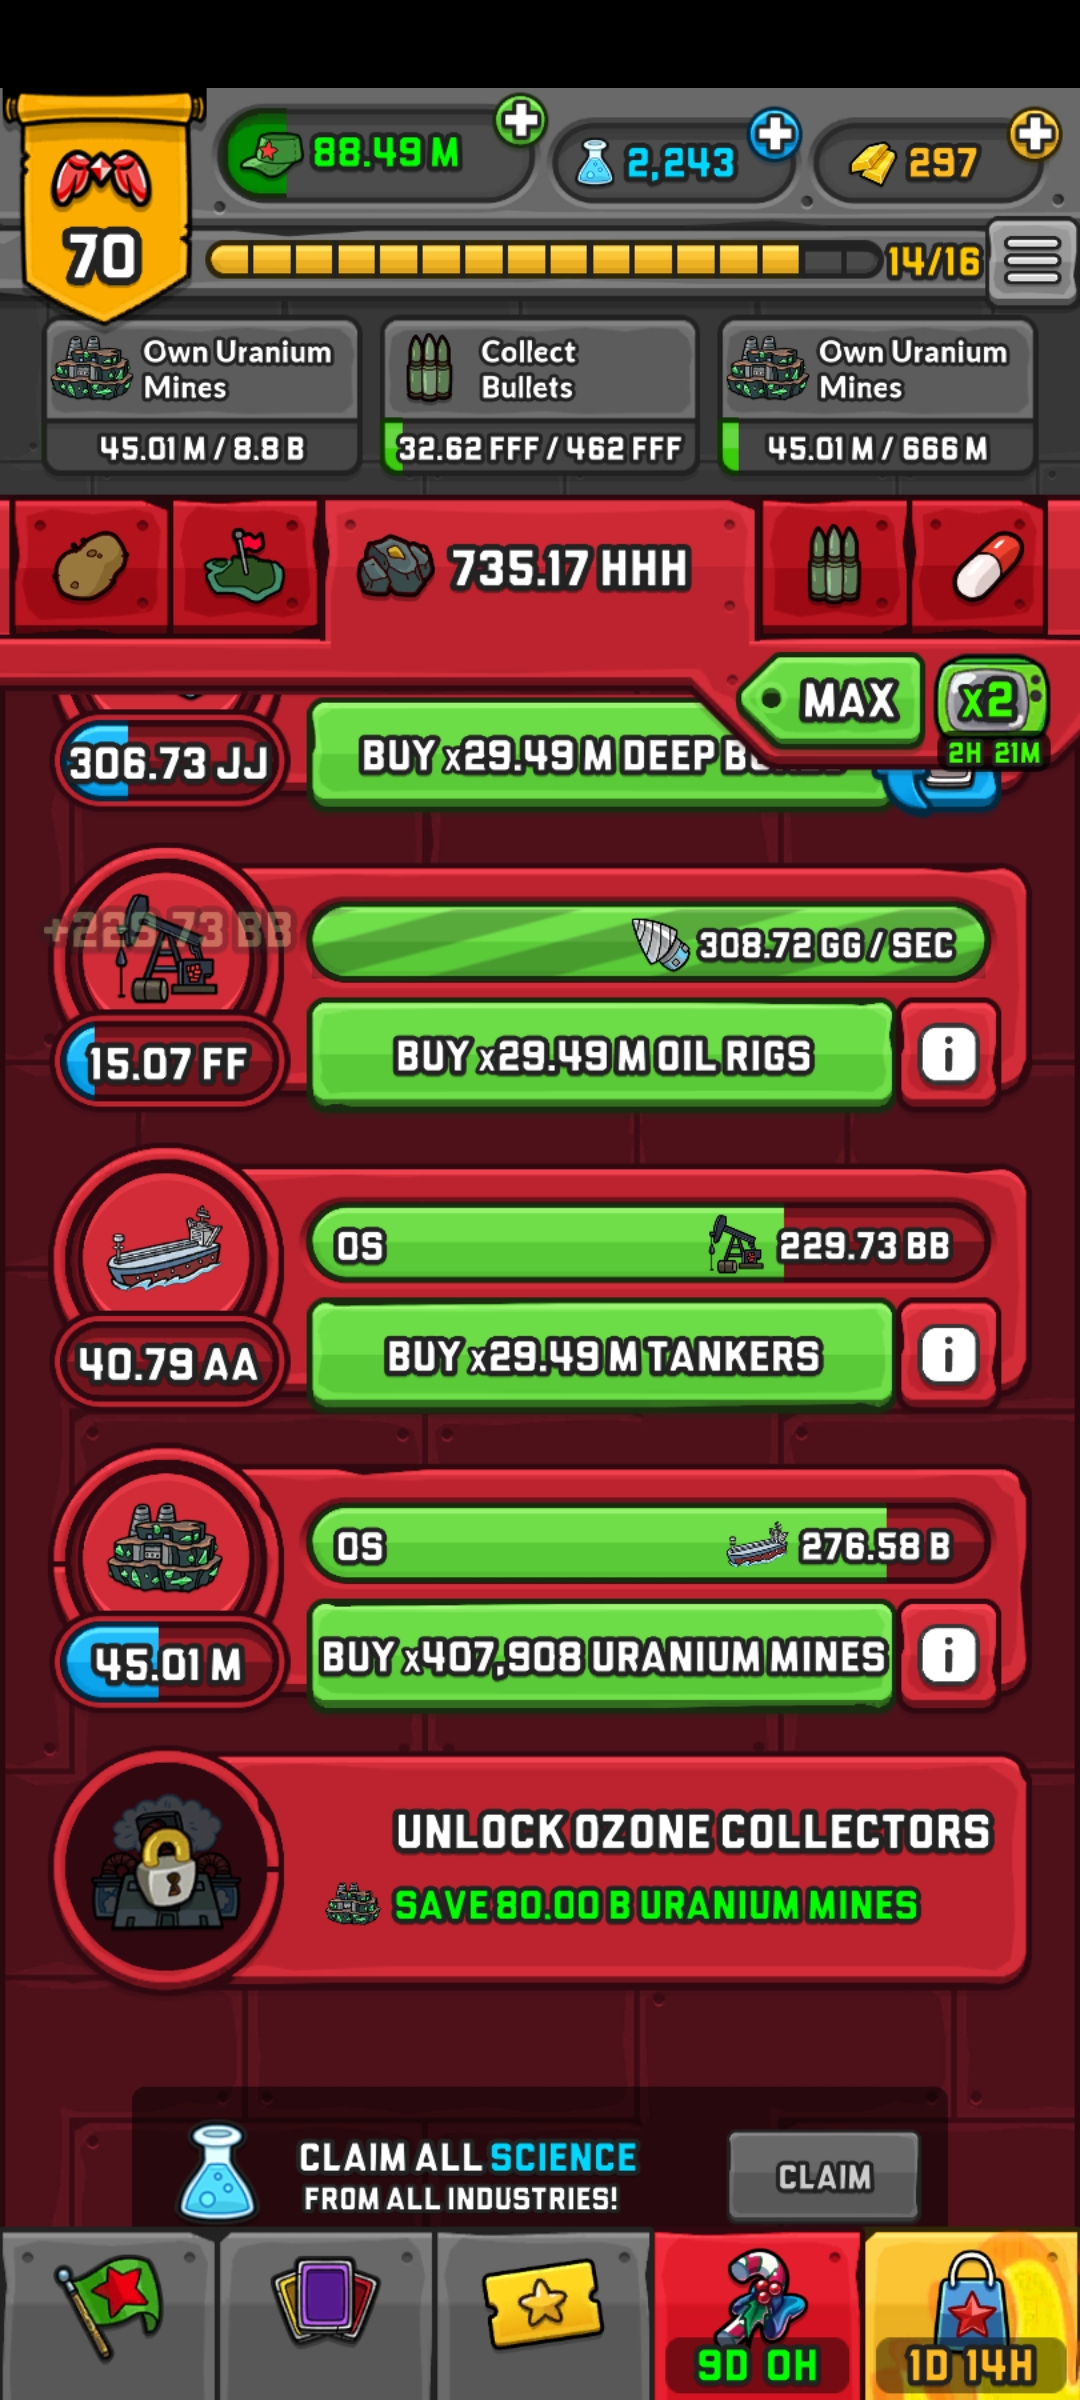 88.49 M
2,243
297
70
14/16
Own Uranium
Mines
45.01 M / 8.8 B
Collect
Bullets
32.62 FFF / 462 FFF
Own Uranium
Mines
45.01 M / 666 M
735.17 HHH
MAX
x2
2H 21M
306.73 JJ
BUY x29.49 M DEEP
+229.73 BB
308.72 GG / SEC
15.07 FF
BUY x29.49 M OIL RIGS
i
0S
229.73 BB
40.79 AA
BUY x29.49 M TANKERS
i
0S
276.58 B
45.01 M
BUY x407,908 URANIUM MINES
i
UNLOCK OZONE COLLECTORS
SAVE 80.00 B URANIUM MINES
CLAIM ALL SCIENCE
FROM ALL INDUSTRIES!
CLAIM
9D 0H
1D 14H